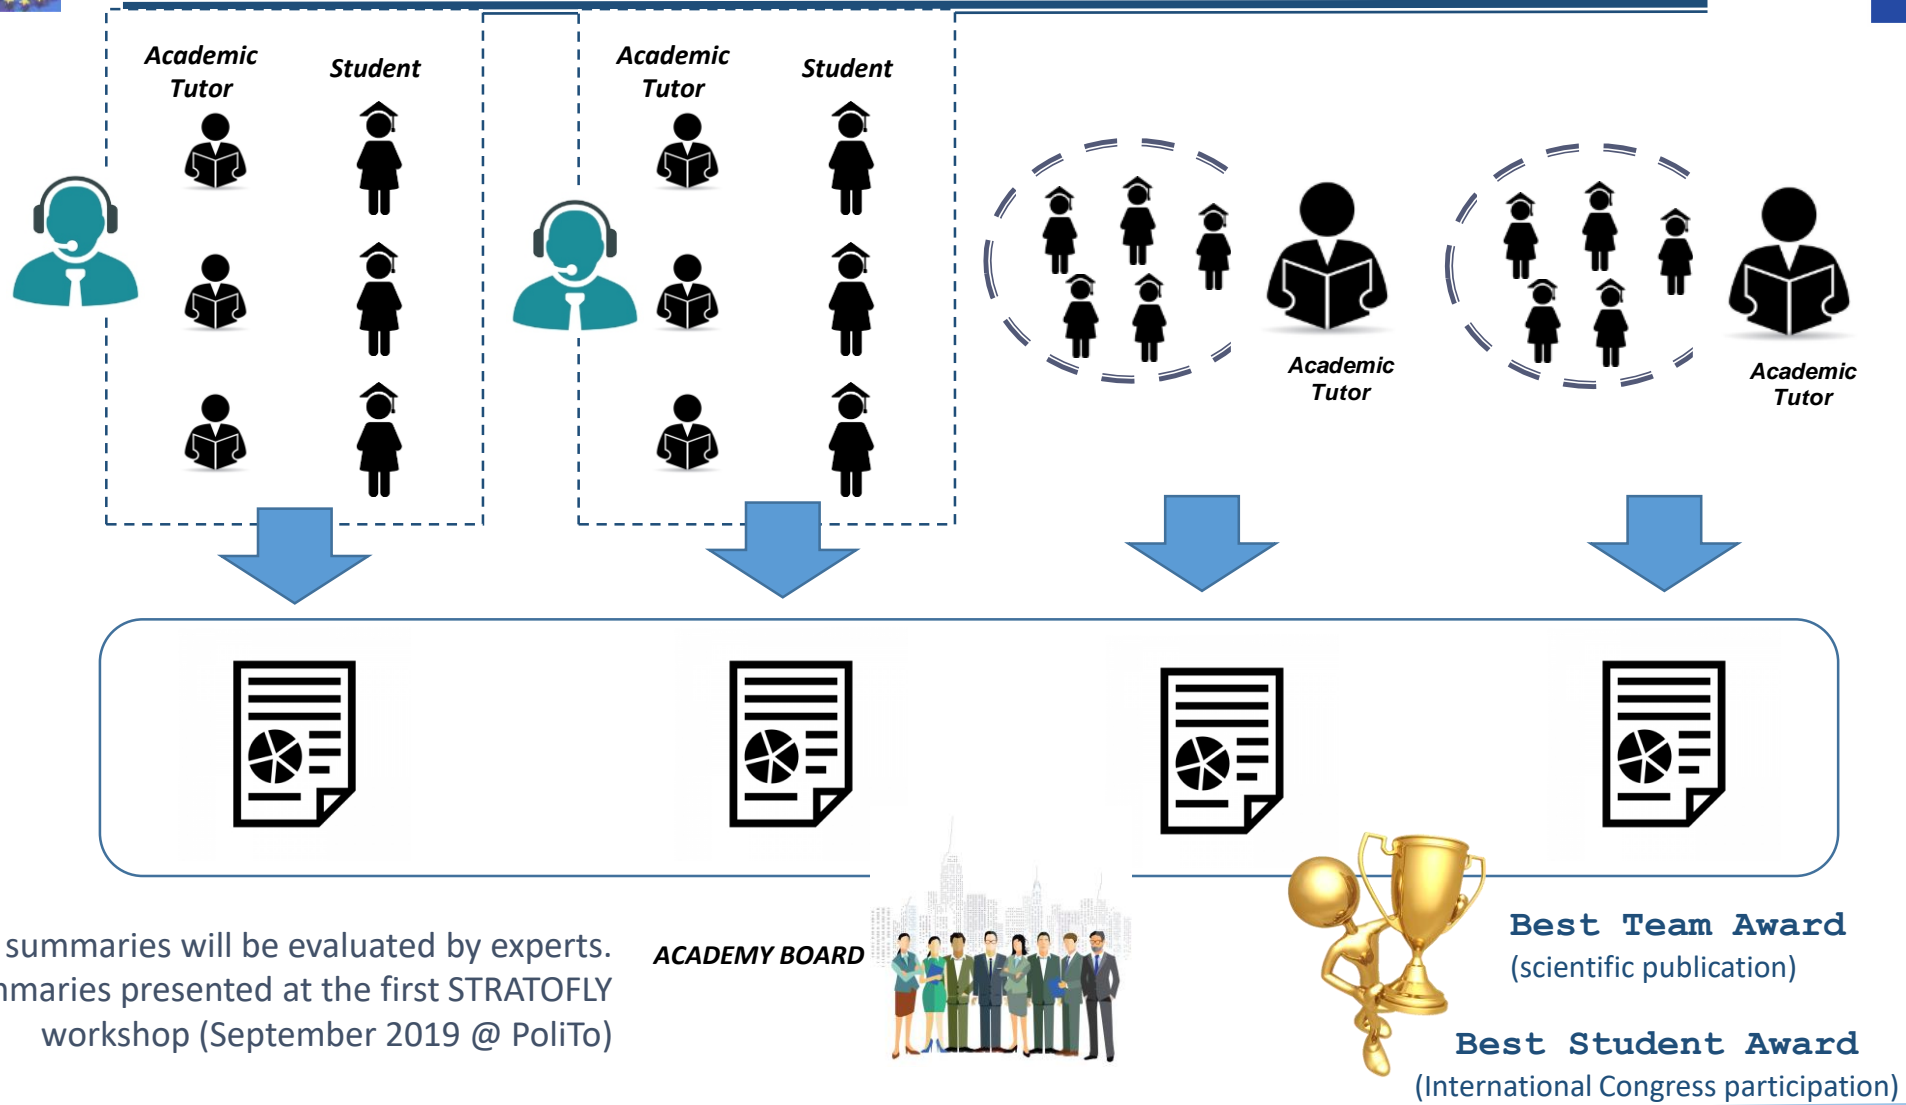 Academic
Tutor
Student
Academic
Tutor
Student
Academic
Tutor
Academic
Tutor
summaries will be evaluated by experts.
presented at the first STRATOFLY
workshop (September 2019 @ PoliTo)
ACADEMY BOARD
Best Team Award
(scientific publication)
Best Student Award
(International Congress participation)